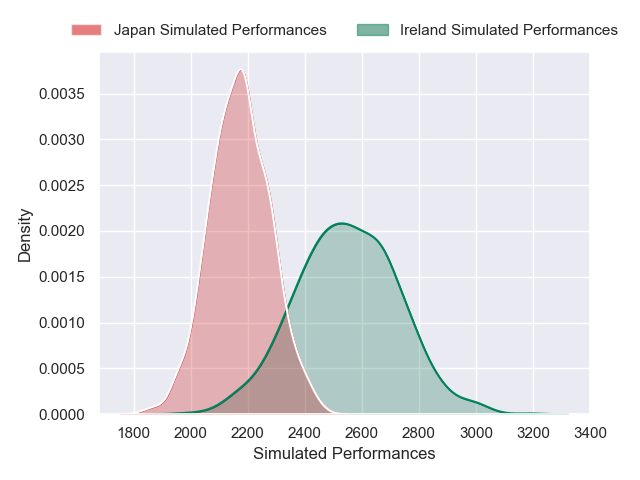 Japan Simulated Performances Ireland Simulated Performances
0.0035
0.0030
0.0025
0.0020
0.0015
0.0010
0.0005
0.0000
Density
1800 2000 2200 2400 2600 2800 3000 3200 3400
Simulated Performances